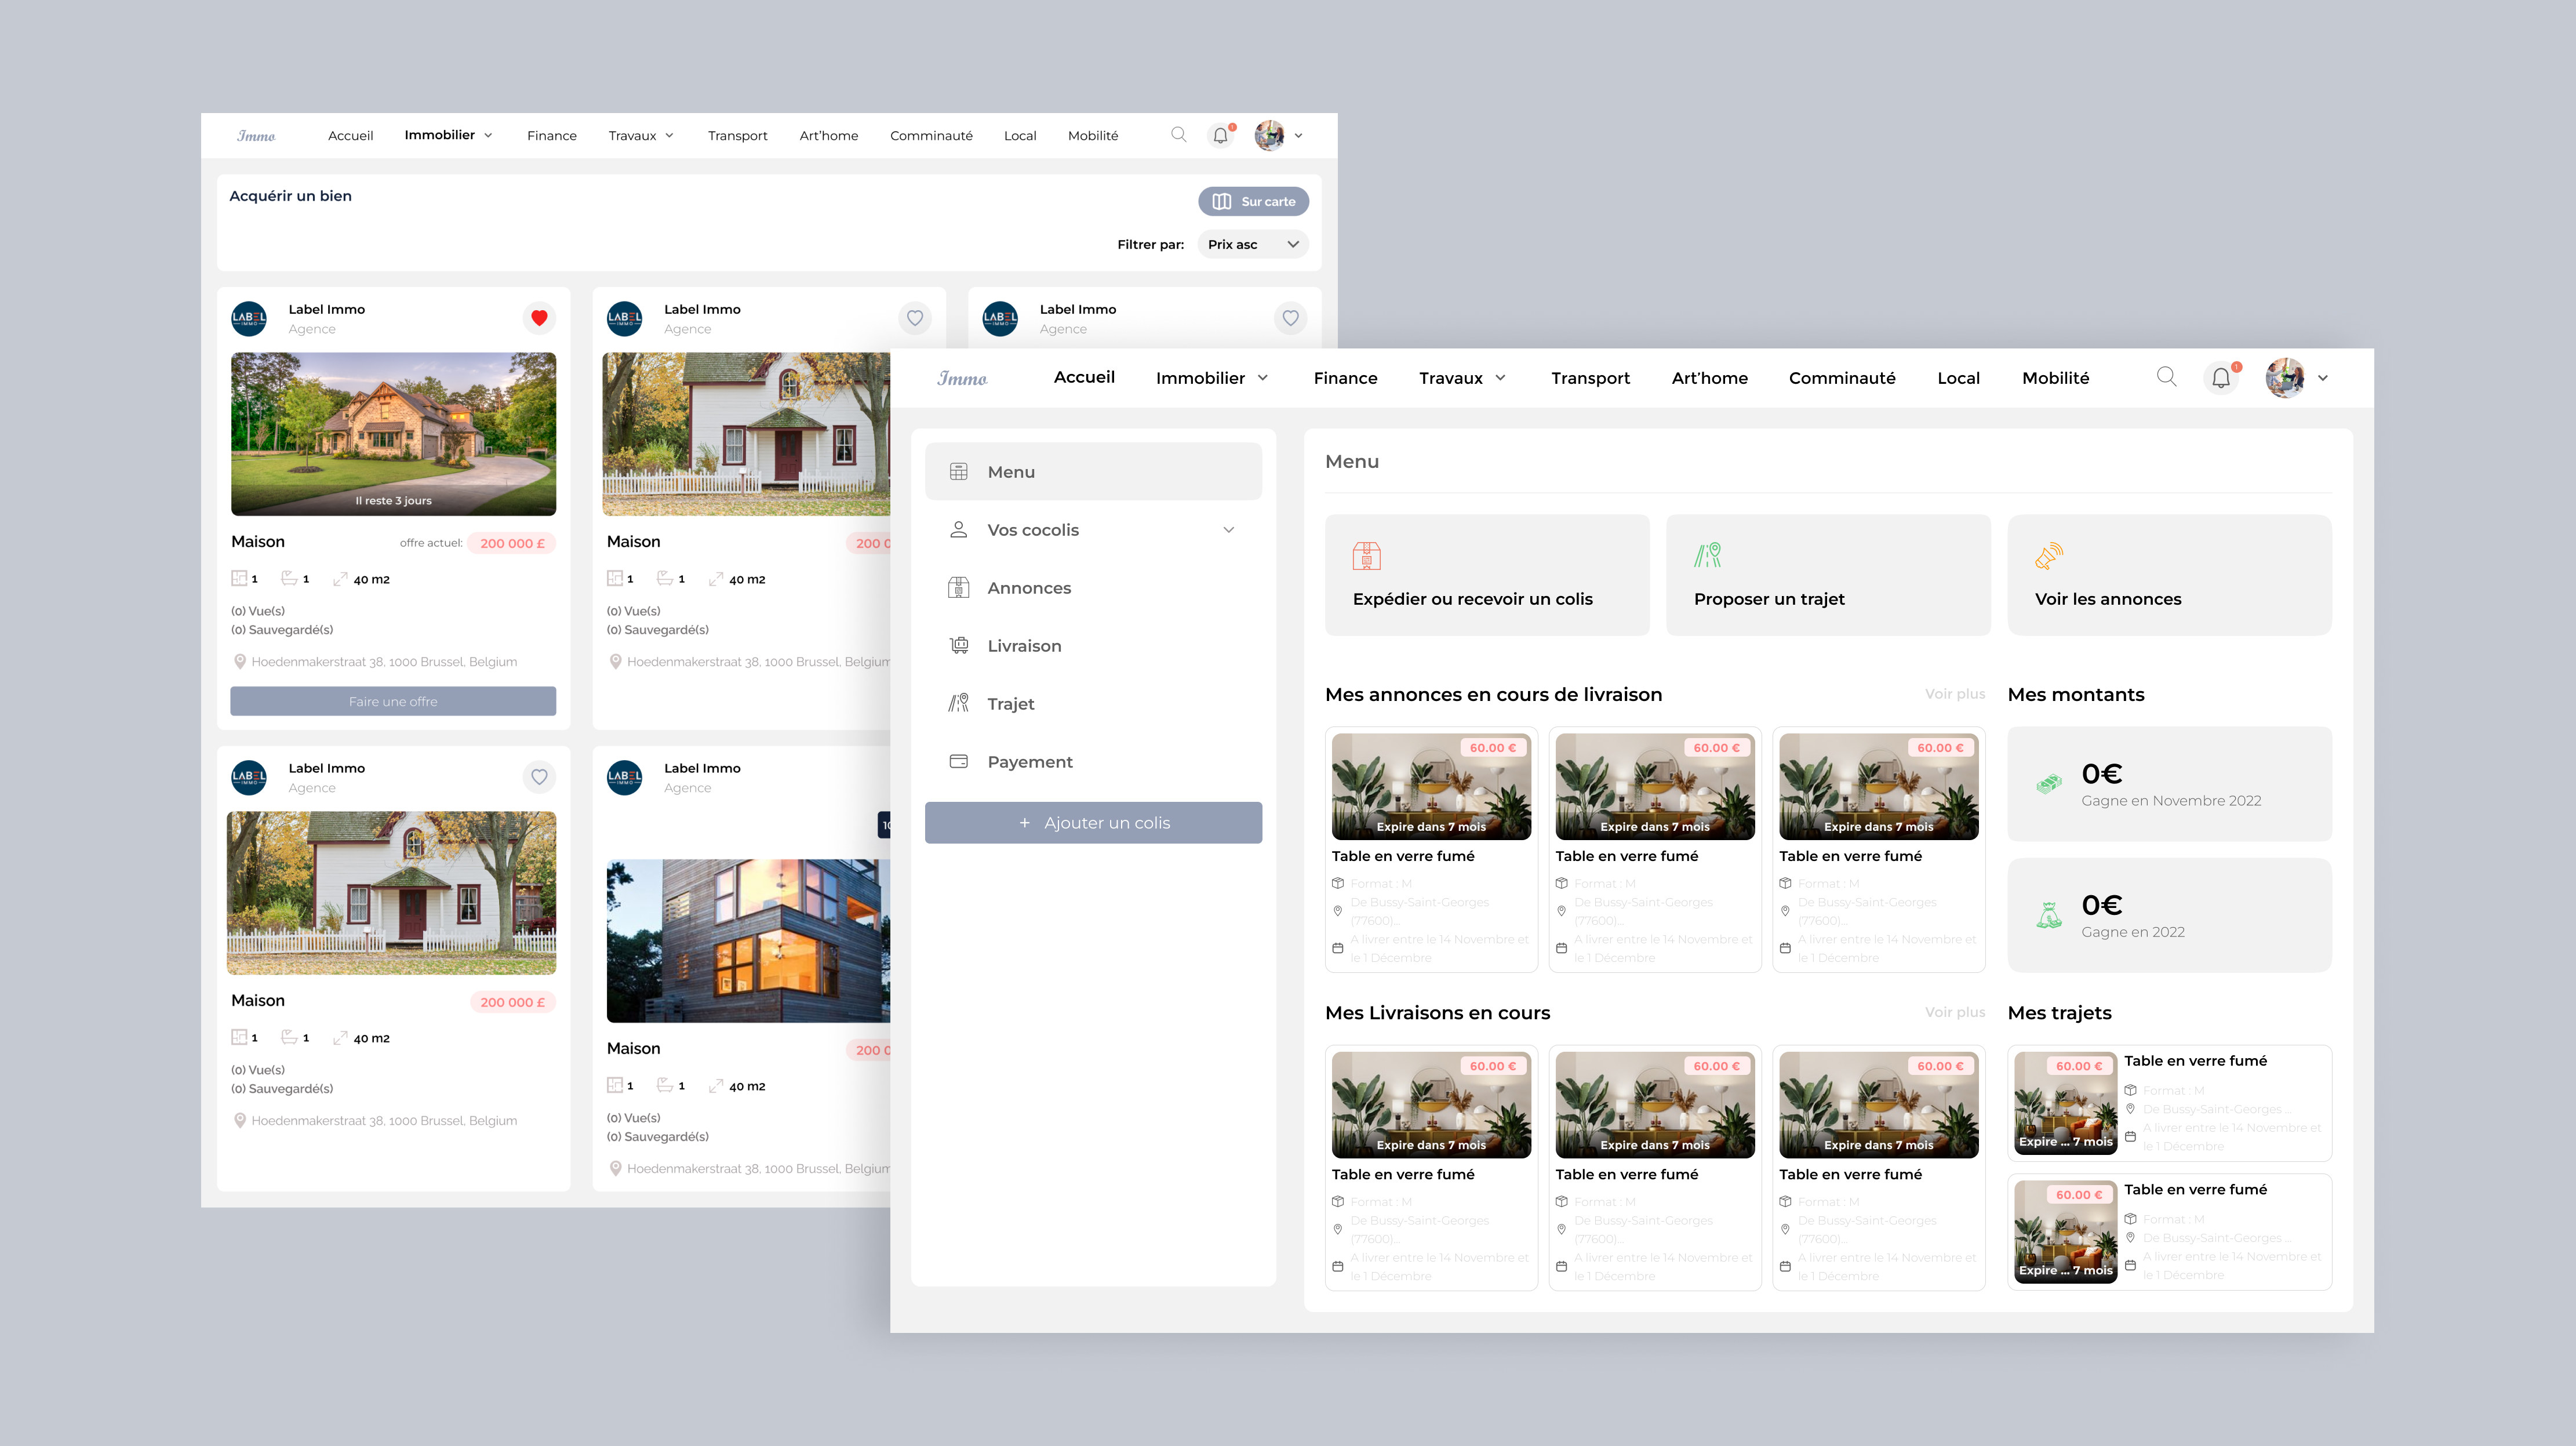 Immo
Accueil
Immobilier
Finance
Travaux
Transport
Art'home
Comminauté
Local
Mobilité
1
Acquérir un bien
Sur carte
Filtrer par:
Prix asc
LABEL IMMO
Label Immo
Agence
Il reste 3 jours
Maison
offre actuel:
200 000 £
1
1
40 m2
(0) Vue(s)
(0) Sauvegardé(s)
Hoedenmakerstraat 38, 1000 Brussel, Belgium
Faire une offre
LABEL IMMO
Label Immo
Agence
Maison
1
1
40 m2
(0) Vue(s)
(0) Sauvegardé(s)
Hoedenmakerstraat 38, 1000 Brussel, Belgium
LABEL IMMO
Label Immo
Agence
LABEL IMMO
Label Immo
Agence
Maison
200 000 £
1
1
40 m2
(0) Vue(s)
(0) Sauvegardé(s)
Hoedenmakerstraat 38, 1000 Brussel, Belgium
LABEL IMMO
Label Immo
Agence
Maison
1
1
40 m2
(0) Vue(s)
(0) Sauvegardé(s)
Hoedenmakerstraat 38, 1000 Brussel, Belgium
Immo
Accueil
Immobilier
Finance
Travaux
Transport
Art'home
Comminauté
Local
Mobilité
1
Menu
Vos cocolis
Annonces
Livraison
Trajet
Payement
+ Ajouter un colis
Menu
Expédier ou recevoir un colis
Proposer un trajet
Voir les annonces
Mes annonces en cours de livraison
Voir plus
60.00 €
Expire dans 7 mois
Table en verre fumé
Format : M
De Bussy-Saint-Georges
(77600)...
A livrer entre le 14 Novembre et
le 1 Décembre
60.00 €
Expire dans 7 mois
Table en verre fumé
Format : M
De Bussy-Saint-Georges
(77600)...
A livrer entre le 14 Novembre et
le 1 Décembre
60.00 €
Expire dans 7 mois
Table en verre fumé
Format : M
De Bussy-Saint-Georges
(77600)...
A livrer entre le 14 Novembre et
le 1 Décembre
Mes montants
0€
Gagne en Novembre 2022
0€
Gagne en 2022
Mes Livraisons en cours
Voir plus
60.00 €
Expire dans 7 mois
Table en verre fumé
Format : M
De Bussy-Saint-Georges
(77600)...
A livrer entre le 14 Novembre et
le 1 Décembre
60.00 €
Expire dans 7 mois
Table en verre fumé
Format : M
De Bussy-Saint-Georges
(77600)...
A livrer entre le 14 Novembre et
le 1 Décembre
60.00 €
Expire dans 7 mois
Table en verre fumé
Format : M
De Bussy-Saint-Georges
(77600)...
A livrer entre le 14 Novembre et
le 1 Décembre
Mes trajets
60.00 €
Expire ... 7 mois
Table en verre fumé
Format : M
De Bussy-Saint-Georges ...
A livrer entre le 14 Novembre et
le 1 Décembre
60.00 €
Expire ... 7 mois
Table en verre fumé
Format : M
De Bussy-Saint-Georges ...
A livrer entre le 14 Novembre et
le 1 Décembre